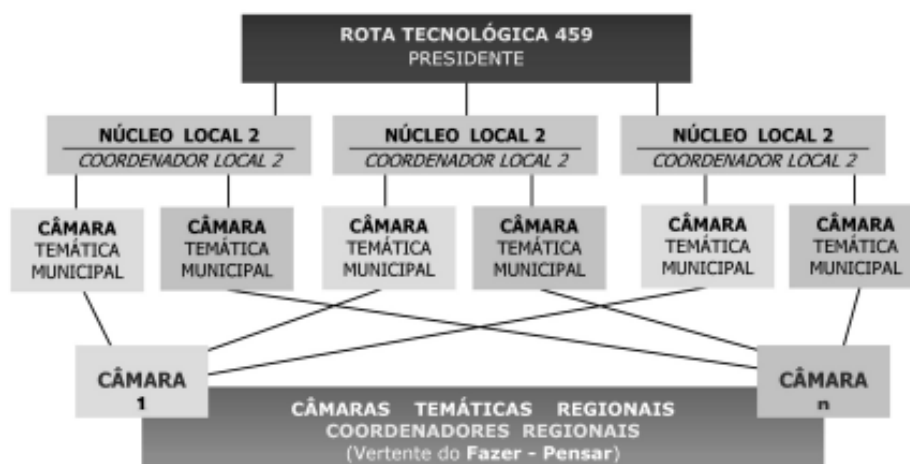 ROTA TECNOLÓGICA 459
PRESIDENTE
NÚCLEO LOCAL 2
COORDENADOR LOCAL 2
NÚCLEO LOCAL 2
COORDENADOR LOCAL 2
NÚCLEO LOCAL 2
COORDENADOR LOCAL 2
CÂMARA
TEMÁTICA
MUNICIPAL
CÂMARA
TEMÁTICA
MUNICIPAL
CÂMARA
TEMÁTICA
MUNICIPAL
CÂMARA
TEMÁTICA
MUNICIPAL
CÂMARA
TEMÁTICA
MUNICIPAL
CÂMARA
TEMÁTICA
MUNICIPAL
CÂMARA
1
CÂMARA
n
CÂMARAS TEMÁTICAS REGIONAIS
COORDENADORES REGIONAIS
(Vertente do Fazer - Pensar)